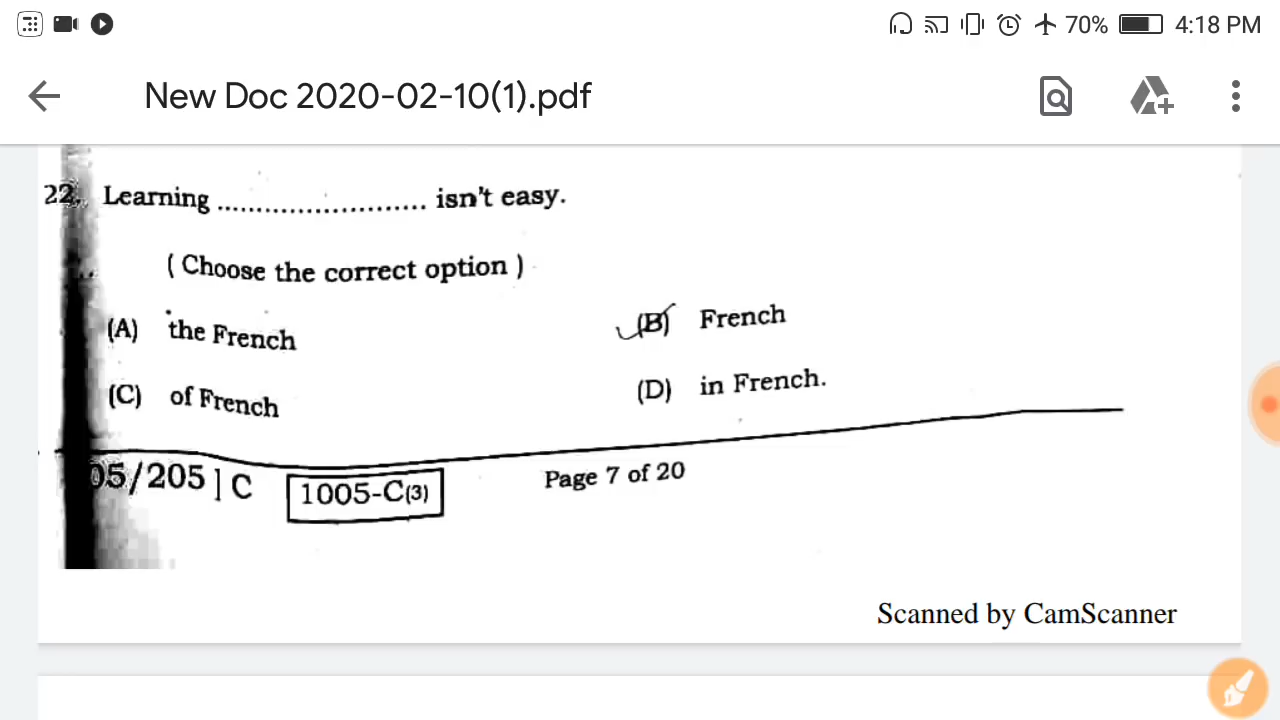 70% 4:18 PM
New Doc 2020-02-10(1).pdf
22. Learning ........................... isn't easy.
( Choose the correct option )
(A) the French (B) French
(C) of French (D) in French.
05/205 | C 1005-C(3) Page 7 of 20
Scanned by CamScanner